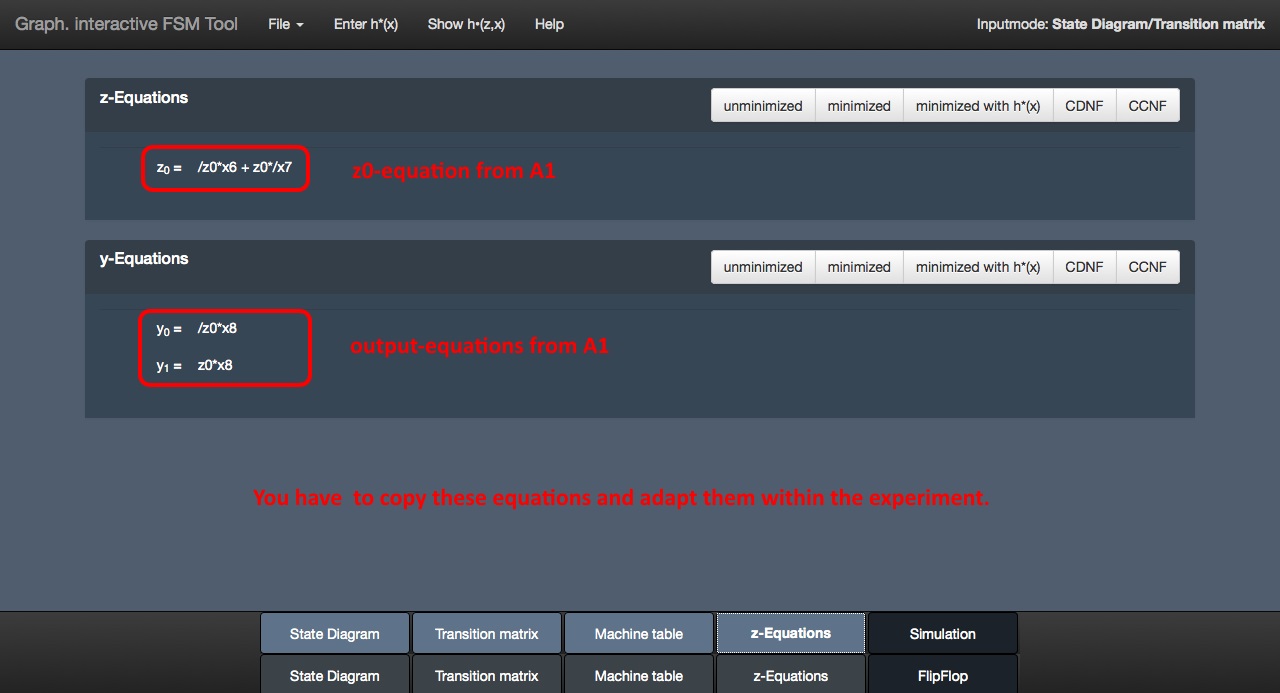 Graph. interactive FSM Tool File Enter h*(x) Show h•(z,x) Help Inputmode: State Diagram/Transition matrix
z-Equations unminimized minimized minimized with h*(x) CDNF CCNF
z0 = /z0*x6 + z0*/x7 z0-equation from A1
y-Equations unminimized minimized minimized with h*(x) CDNF CCNF
y0 = /z0*x8
output-equations from A1
y1 = z0*x8
You have to copy these equations and adapt them within the experiment.
State Diagram Transition matrix Machine table z-Equations Simulation
State Diagram Transition matrix Machine table z-Equations FlipFlop